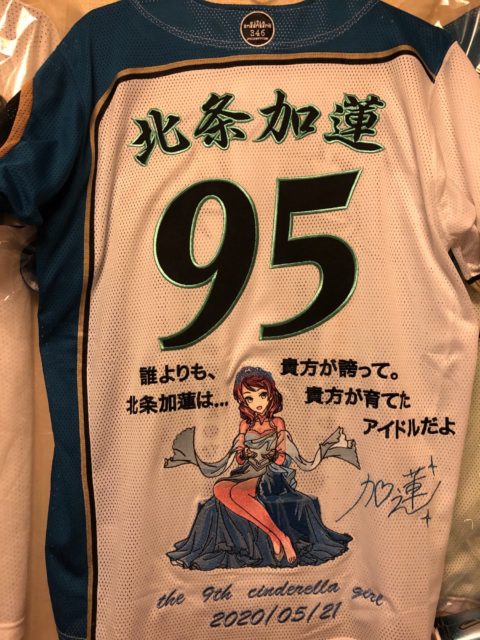 346
北条加蓮
95
誰よりも、
北条加蓮は…
貴方が誇って。
貴方が育てた
アイドルだよ
加蓮
the 9th cinderella girl
2020/05/21